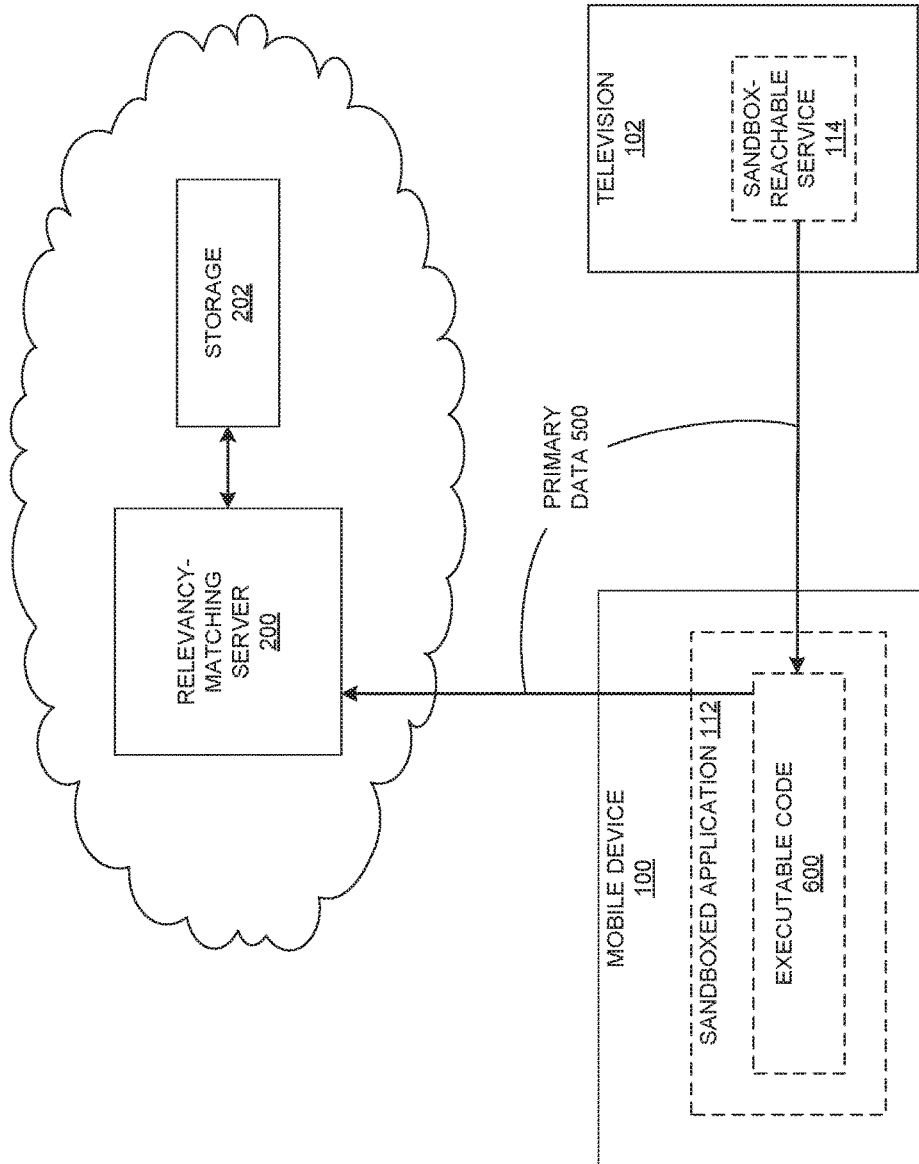 RELEVANCY-
MATCHING
SERVER
200
STORAGE
202
PRIMARY
DATA 500
MOBILE DEVICE
100
SANDBOXED APPLICATION 112
EXECUTABLE CODE
600
TELEVISION
102
SANDBOX-
REACHABLE
SERVICE
114